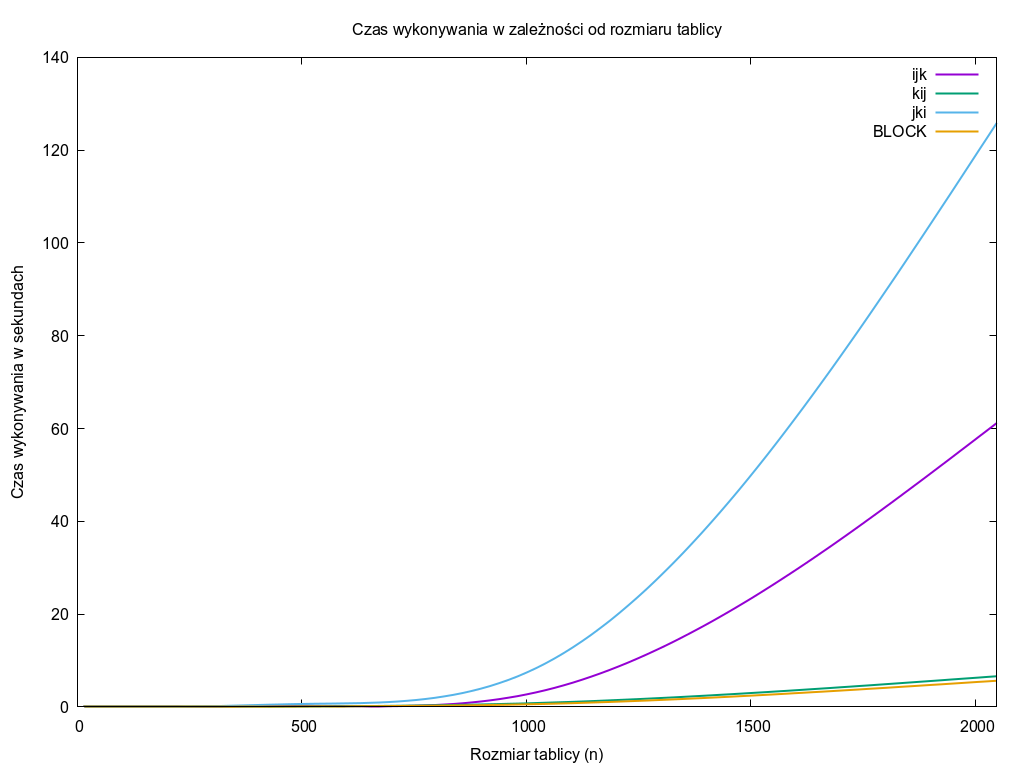 Czas wykonywania w zależności od rozmiaru tablicy
140
120
100
80
60
40
20
0
Czas wykonywania w sekundach
ijk
kij
jki
BLOCK
0
500
1000
1500
2000
Rozmiar tablicy (n)